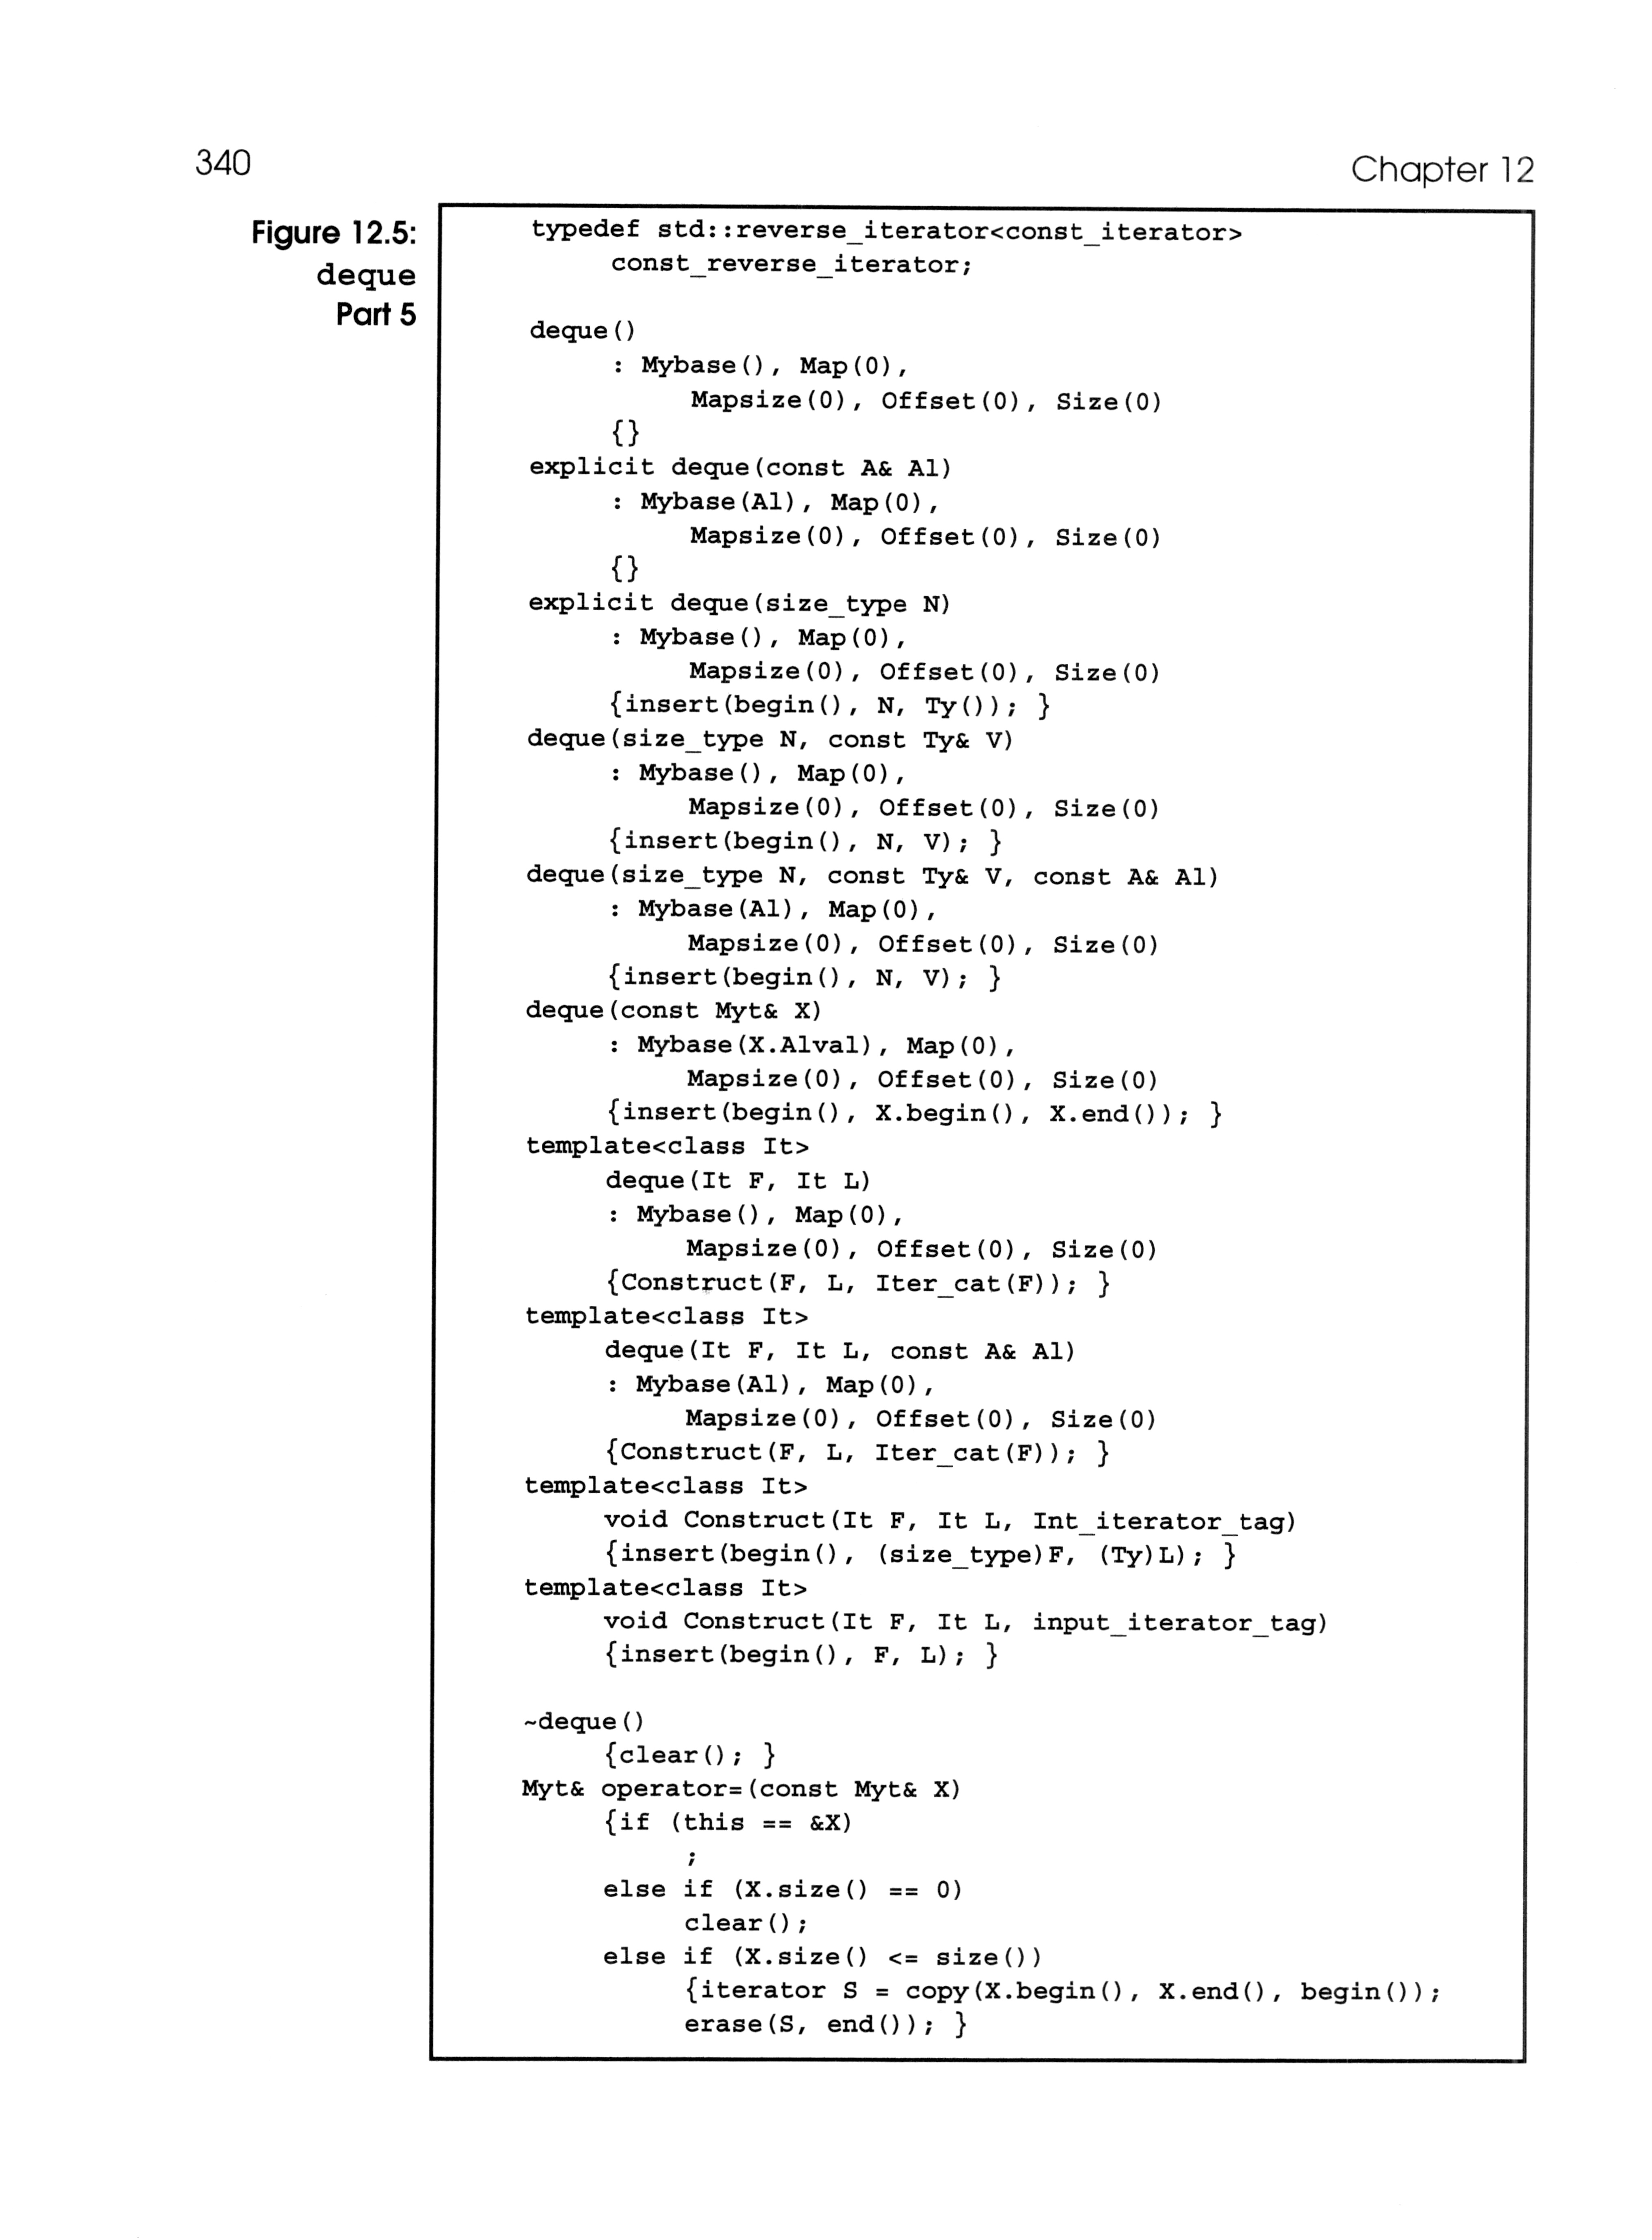 340
Chapter 12
Figure 12.5:
deque
Part 5
typedef std::reverse_iterator<const_iterator>
const_reverse_iterator;
deque()
: Mybase(), Map(0),
Mapsize(0), Offset(0), Size(0)
{}
explicit deque(const A& Al)
: Mybase(Al), Map(0),
Mapsize(0), Offset(0), Size(0)
{}
explicit deque(size_type N)
: Mybase(), Map(0),
Mapsize(0), Offset(0), Size(0)
{insert(begin(), N, Ty()); }
deque(size_type N, const Ty& V)
: Mybase(), Map(0),
Mapsize(0), Offset(0), Size(0)
{insert(begin(), N, V); }
deque(size_type N, const Ty& V, const A& Al)
: Mybase(Al), Map(0),
Mapsize(0), Offset(0), Size(0)
{insert(begin(), N, V); }
deque(const Myt& X)
: Mybase(X.Alval), Map(0),
Mapsize(0), Offset(0), Size(0)
{insert(begin(), X.begin(), X.end()); }
template<class It>
deque(It F, It L)
: Mybase(), Map(0),
Mapsize(0), Offset(0), Size(0)
{Construct(F, L, Iter_cat(F)); }
template<class It>
deque(It F, It L, const A& Al)
: Mybase(Al), Map(0),
Mapsize(0), Offset(0), Size(0)
{Construct(F, L, Iter_cat(F)); }
template<class It>
void Construct(It F, It L, Int_iterator_tag)
{insert(begin(), (size_type)F, (Ty)L); }
template<class It>
void Construct(It F, It L, input_iterator_tag)
{insert(begin(), F, L); }
~deque()
{clear(); }
Myt& operator=(const Myt& X)
{if (this == &X)
;
else if (X.size() == 0)
clear();
else if (X.size() <= size())
{iterator S = copy(X.begin(), X.end(), begin());
erase(S, end()); }